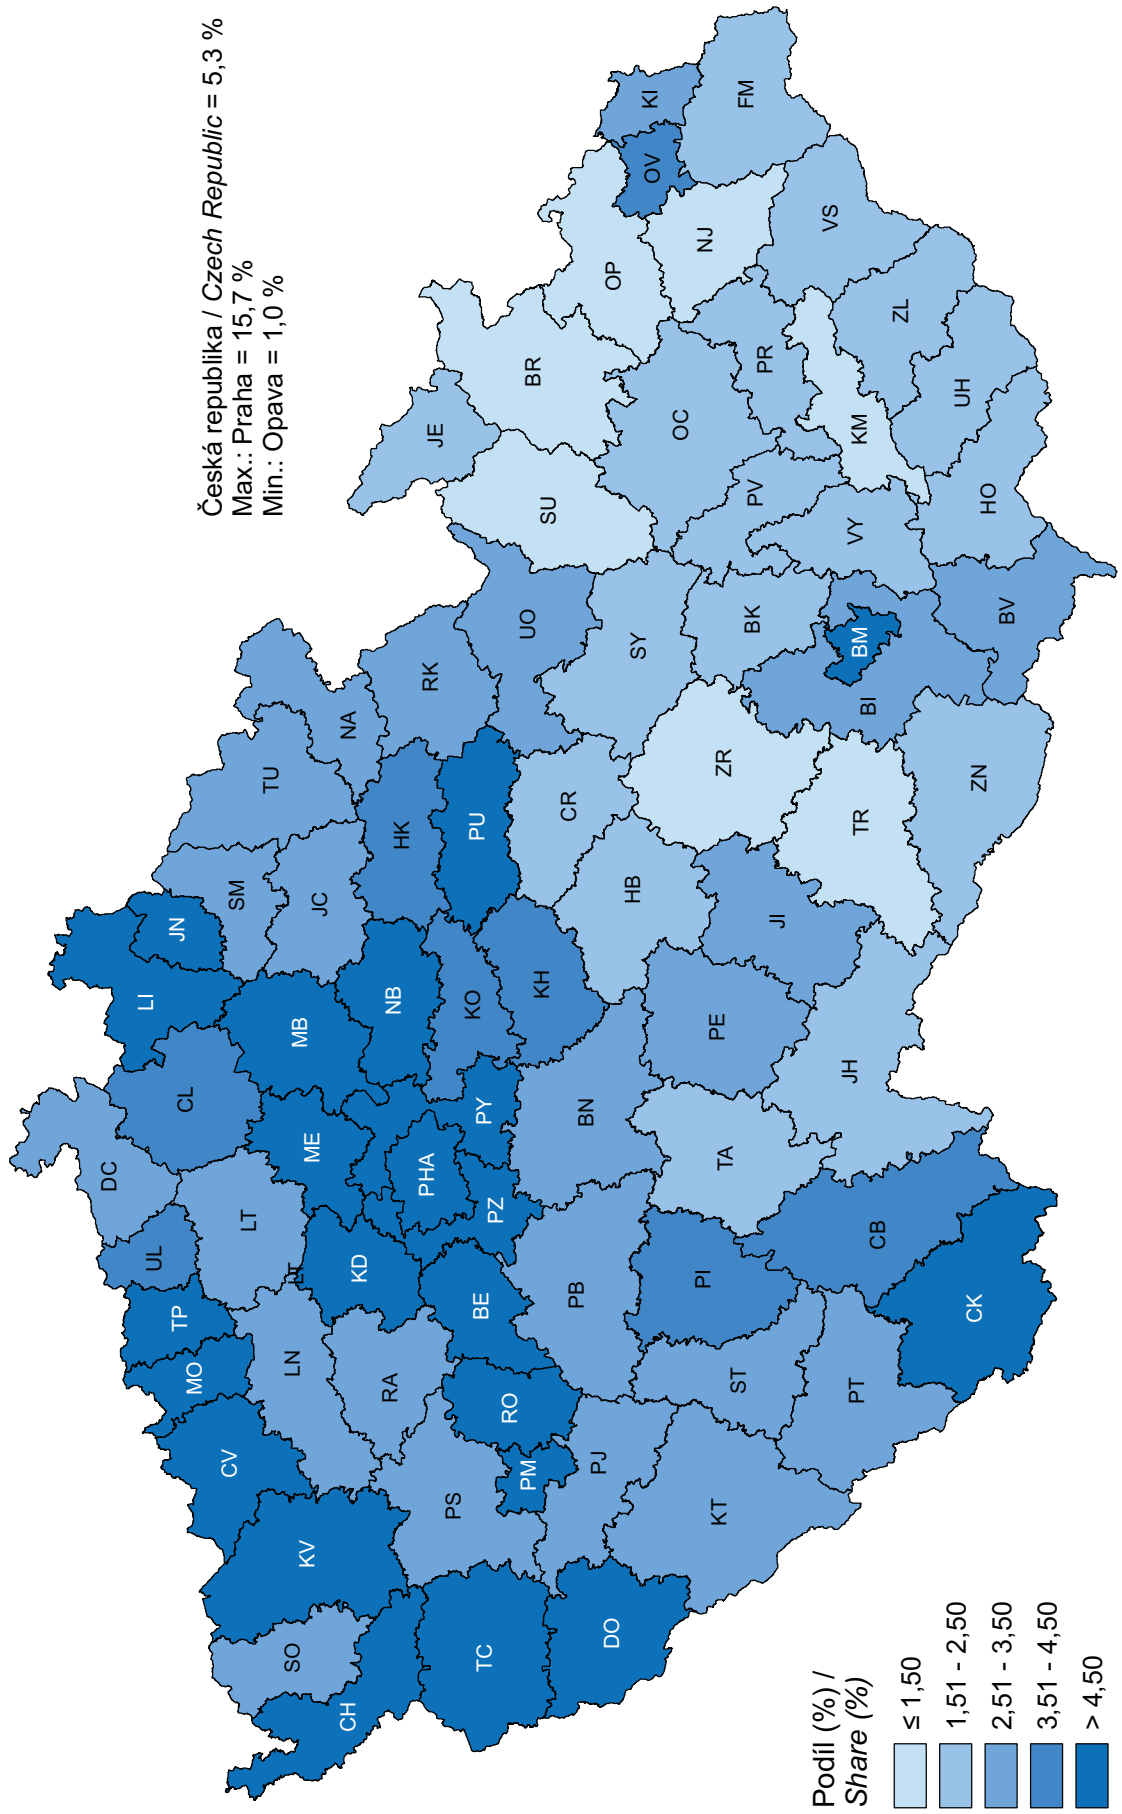 Česká republika / Czech Republic = 5,3 %
Max.: Praha = 15,7 %
Min.: Opava = 1,0 %
DC
LI
JN
UL
CL
TP
SM
TU
MO
LT
MB
JC
NA
JE
CV
LN
LT
ME
HK
RK
SU
BR
SO
KV
RA
KD
NB
PU
UO
OP
KI
CH
PHA
KO
OV
PS
BE
PZ
PY
KH
CR
SY
OC
NJ
FM
TC
PM
RO
PB
BN
HB
ZR
BK
PV
PR
VS
DO
PJ
PI
TA
PE
JI
TR
BI
BM
VY
KM
ZL
KT
ST
CB
JH
ZN
BV
HO
UH
PT
CK
Podíl (%) /
Share (%)
≤ 1,50
1,51 - 2,50
2,51 - 3,50
3,51 - 4,50
> 4,50